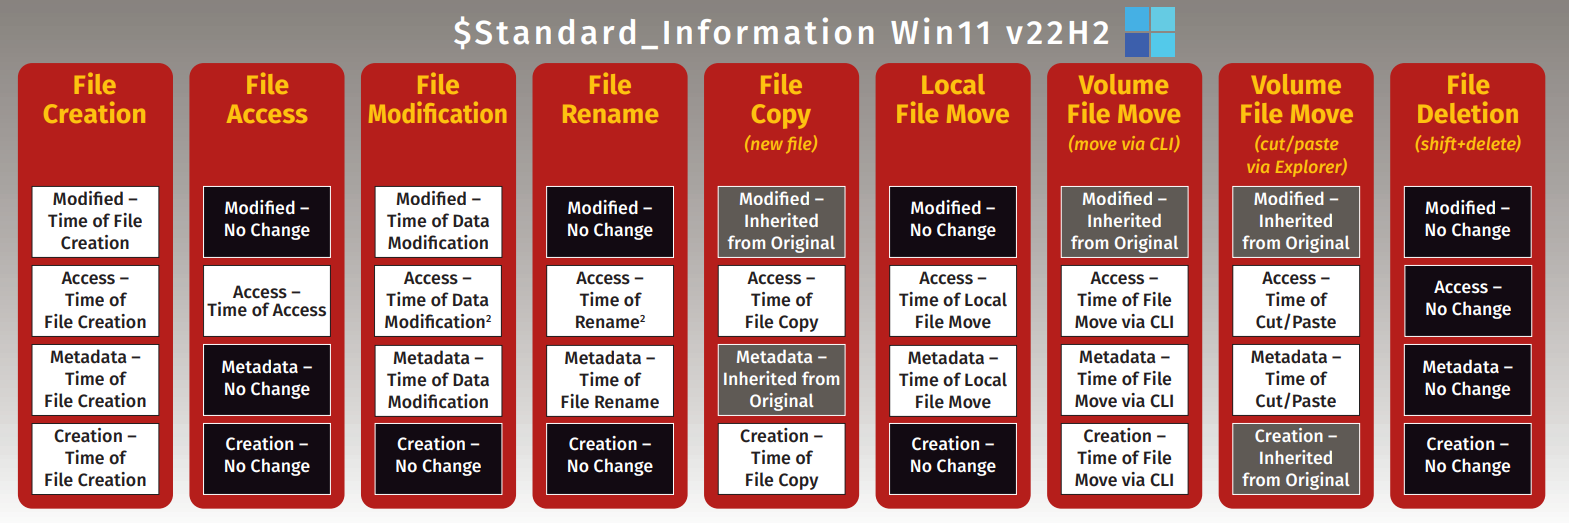 $Standard_Information Win11 v22H2
File
Creation
Modified –
Time of File
Creation
Access –
Time of
File Creation
Metadata –
Time of
File Creation
Creation –
Time of
File Creation
File
Access
Modified –
No Change
Access –
Time of Access
Metadata –
No Change
Creation –
No Change
File
Modification
Modified –
Time of Data
Modification
Access –
Time of Data
Modification²
Metadata –
Time of Data
Modification
Creation –
No Change
File
Rename
Modified –
No Change
Access –
Time of
Rename²
Metadata –
Time of
File Rename
Creation –
No Change
File
Copy
(new file)
Modified –
Inherited
from Original
Access –
Time of
File Copy
Metadata –
Inherited from
Original
Creation –
Time of
File Copy
Local
File Move
Modified –
No Change
Access –
Time of Local
File Move
Metadata –
Time of Local
File Move
Creation –
No Change
Volume
File Move
(move via CLI)
Modified –
Inherited
from Original
Access –
Time of File
Move via CLI
Metadata –
Time of File
Move via CLI
Creation –
Time of File
Move via CLI
Volume
File Move
(cut/paste
via Explorer)
Modified –
Inherited
from Original
Access –
Time of
Cut/Paste
Metadata –
Time of
Cut/Paste
Creation –
Inherited
from Original
File
Deletion
(shift+delete)
Modified –
No Change
Access –
No Change
Metadata –
No Change
Creation –
No Change